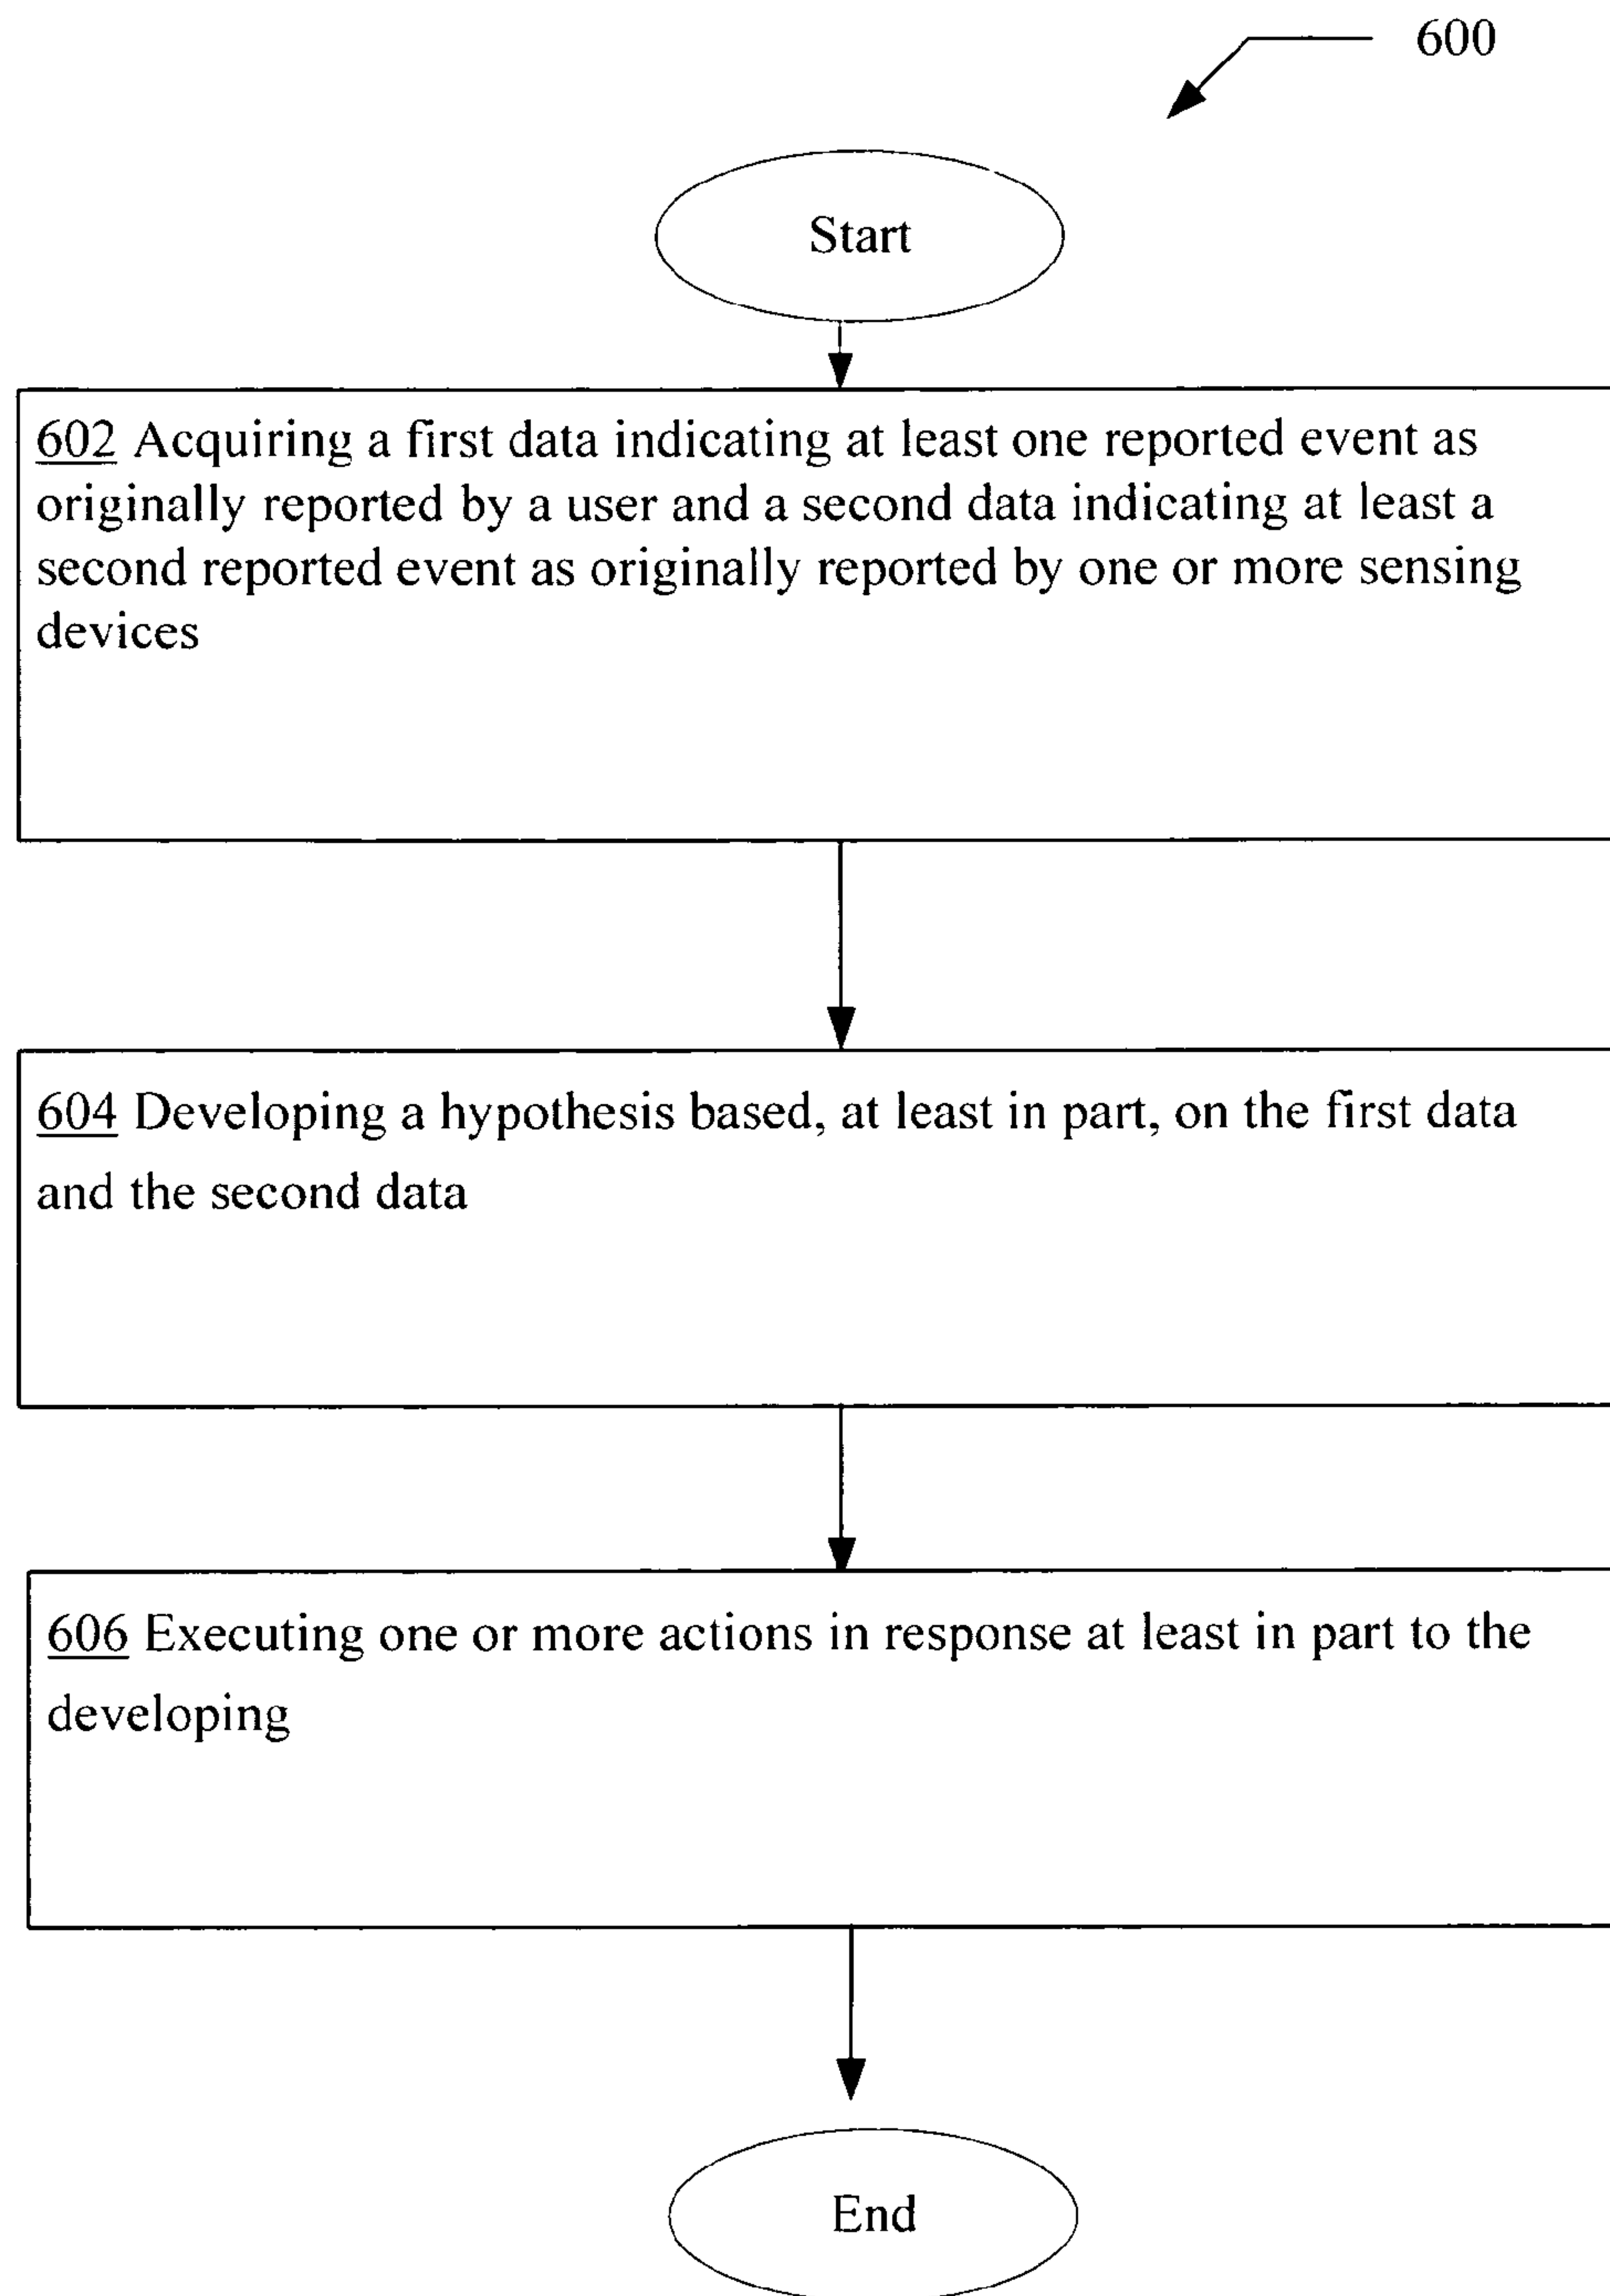 600
Start
602 Acquiring a first data indicating at least one reported event as
originally reported by a user and a second data indicating at least a
second reported event as originally reported by one or more sensing
devices
604 Developing a hypothesis based, at least in part, on the first data
and the second data
606 Executing one or more actions in response at least in part to the
developing
End